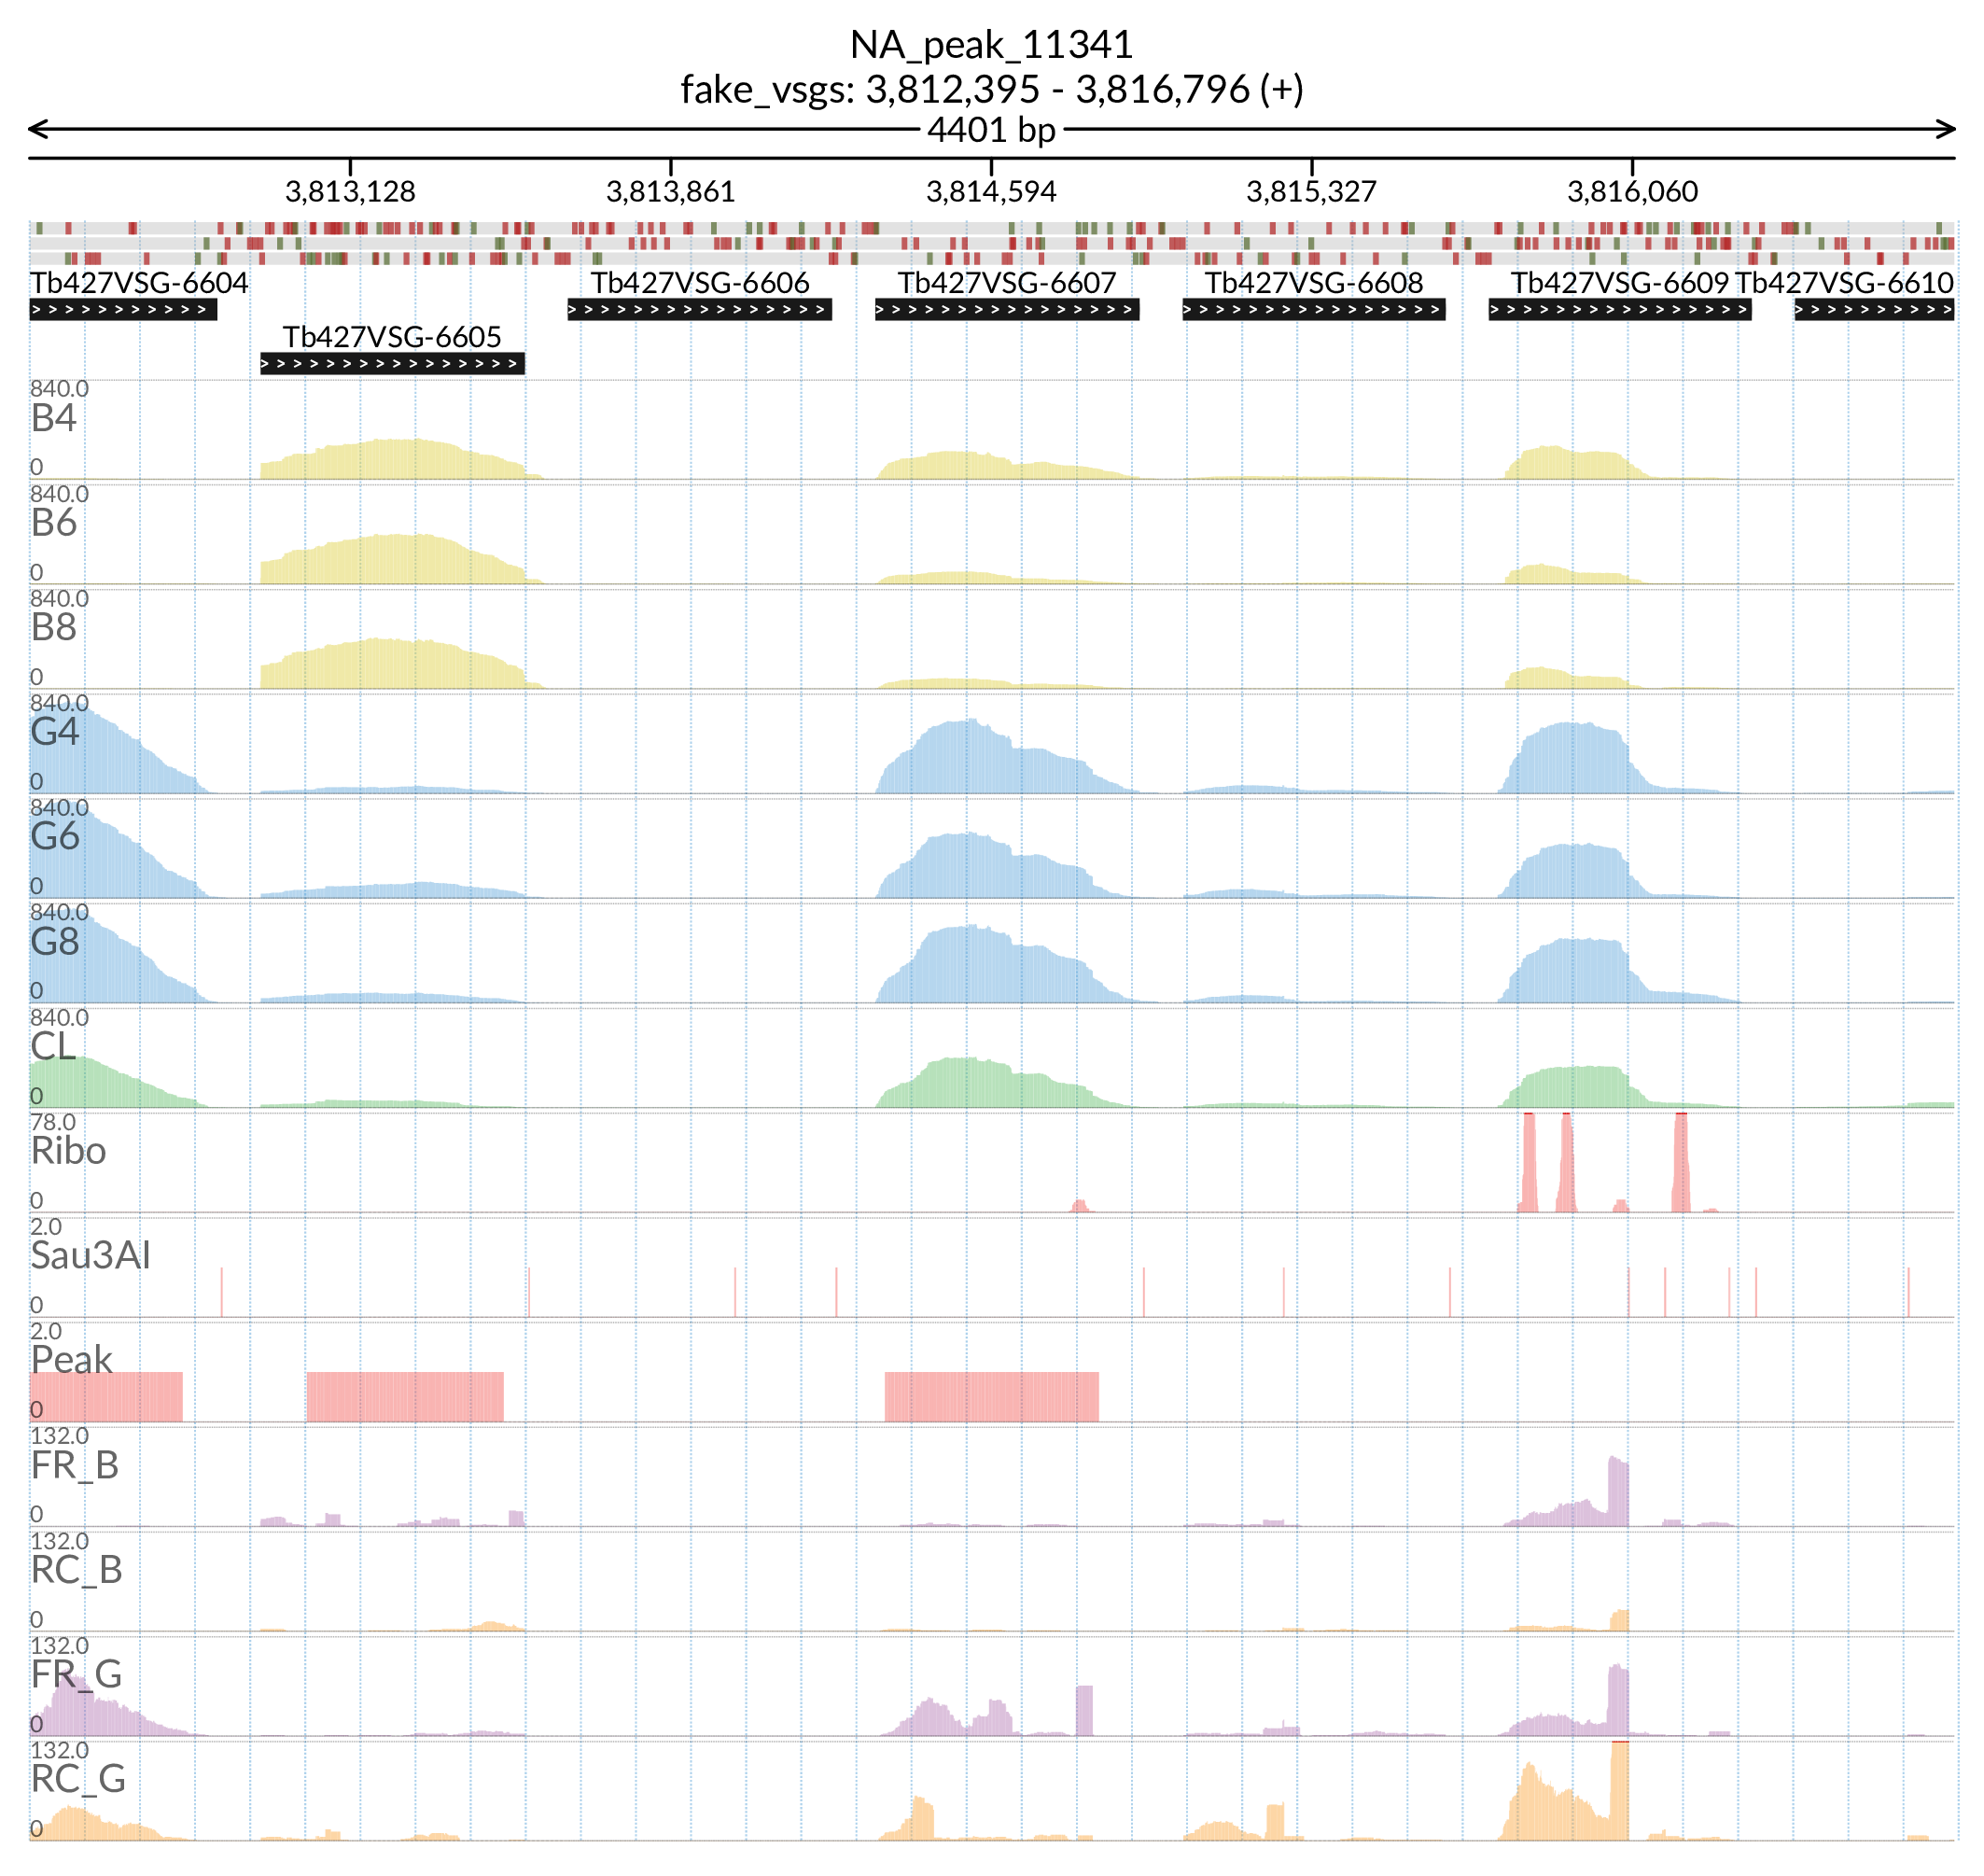 NA_peak_11341
fake_vsgs: 3,812,395 - 3,816,796 (+)
4401 bp
3,813,128 3,813,861 3,814,594 3,815,327 3,816,060
Tb427VSG-6604 Tb427VSG-6606 Tb427VSG-6607 Tb427VSG-6608 Tb427VSG-6609 Tb427VSG-6610
Tb427VSG-6605
840.0
B4
0
840.0
B6
0
840.0
B8
0
840.0
G4
0
840.0
G6
0
840.0
G8
0
840.0
CL
0
78.0
Ribo
0
2.0
Sau3AI
0
2.0
Peak
0
132.0
FR_B
0
132.0
RC_B
0
132.0
FR_G
0
132.0
RC_G
0